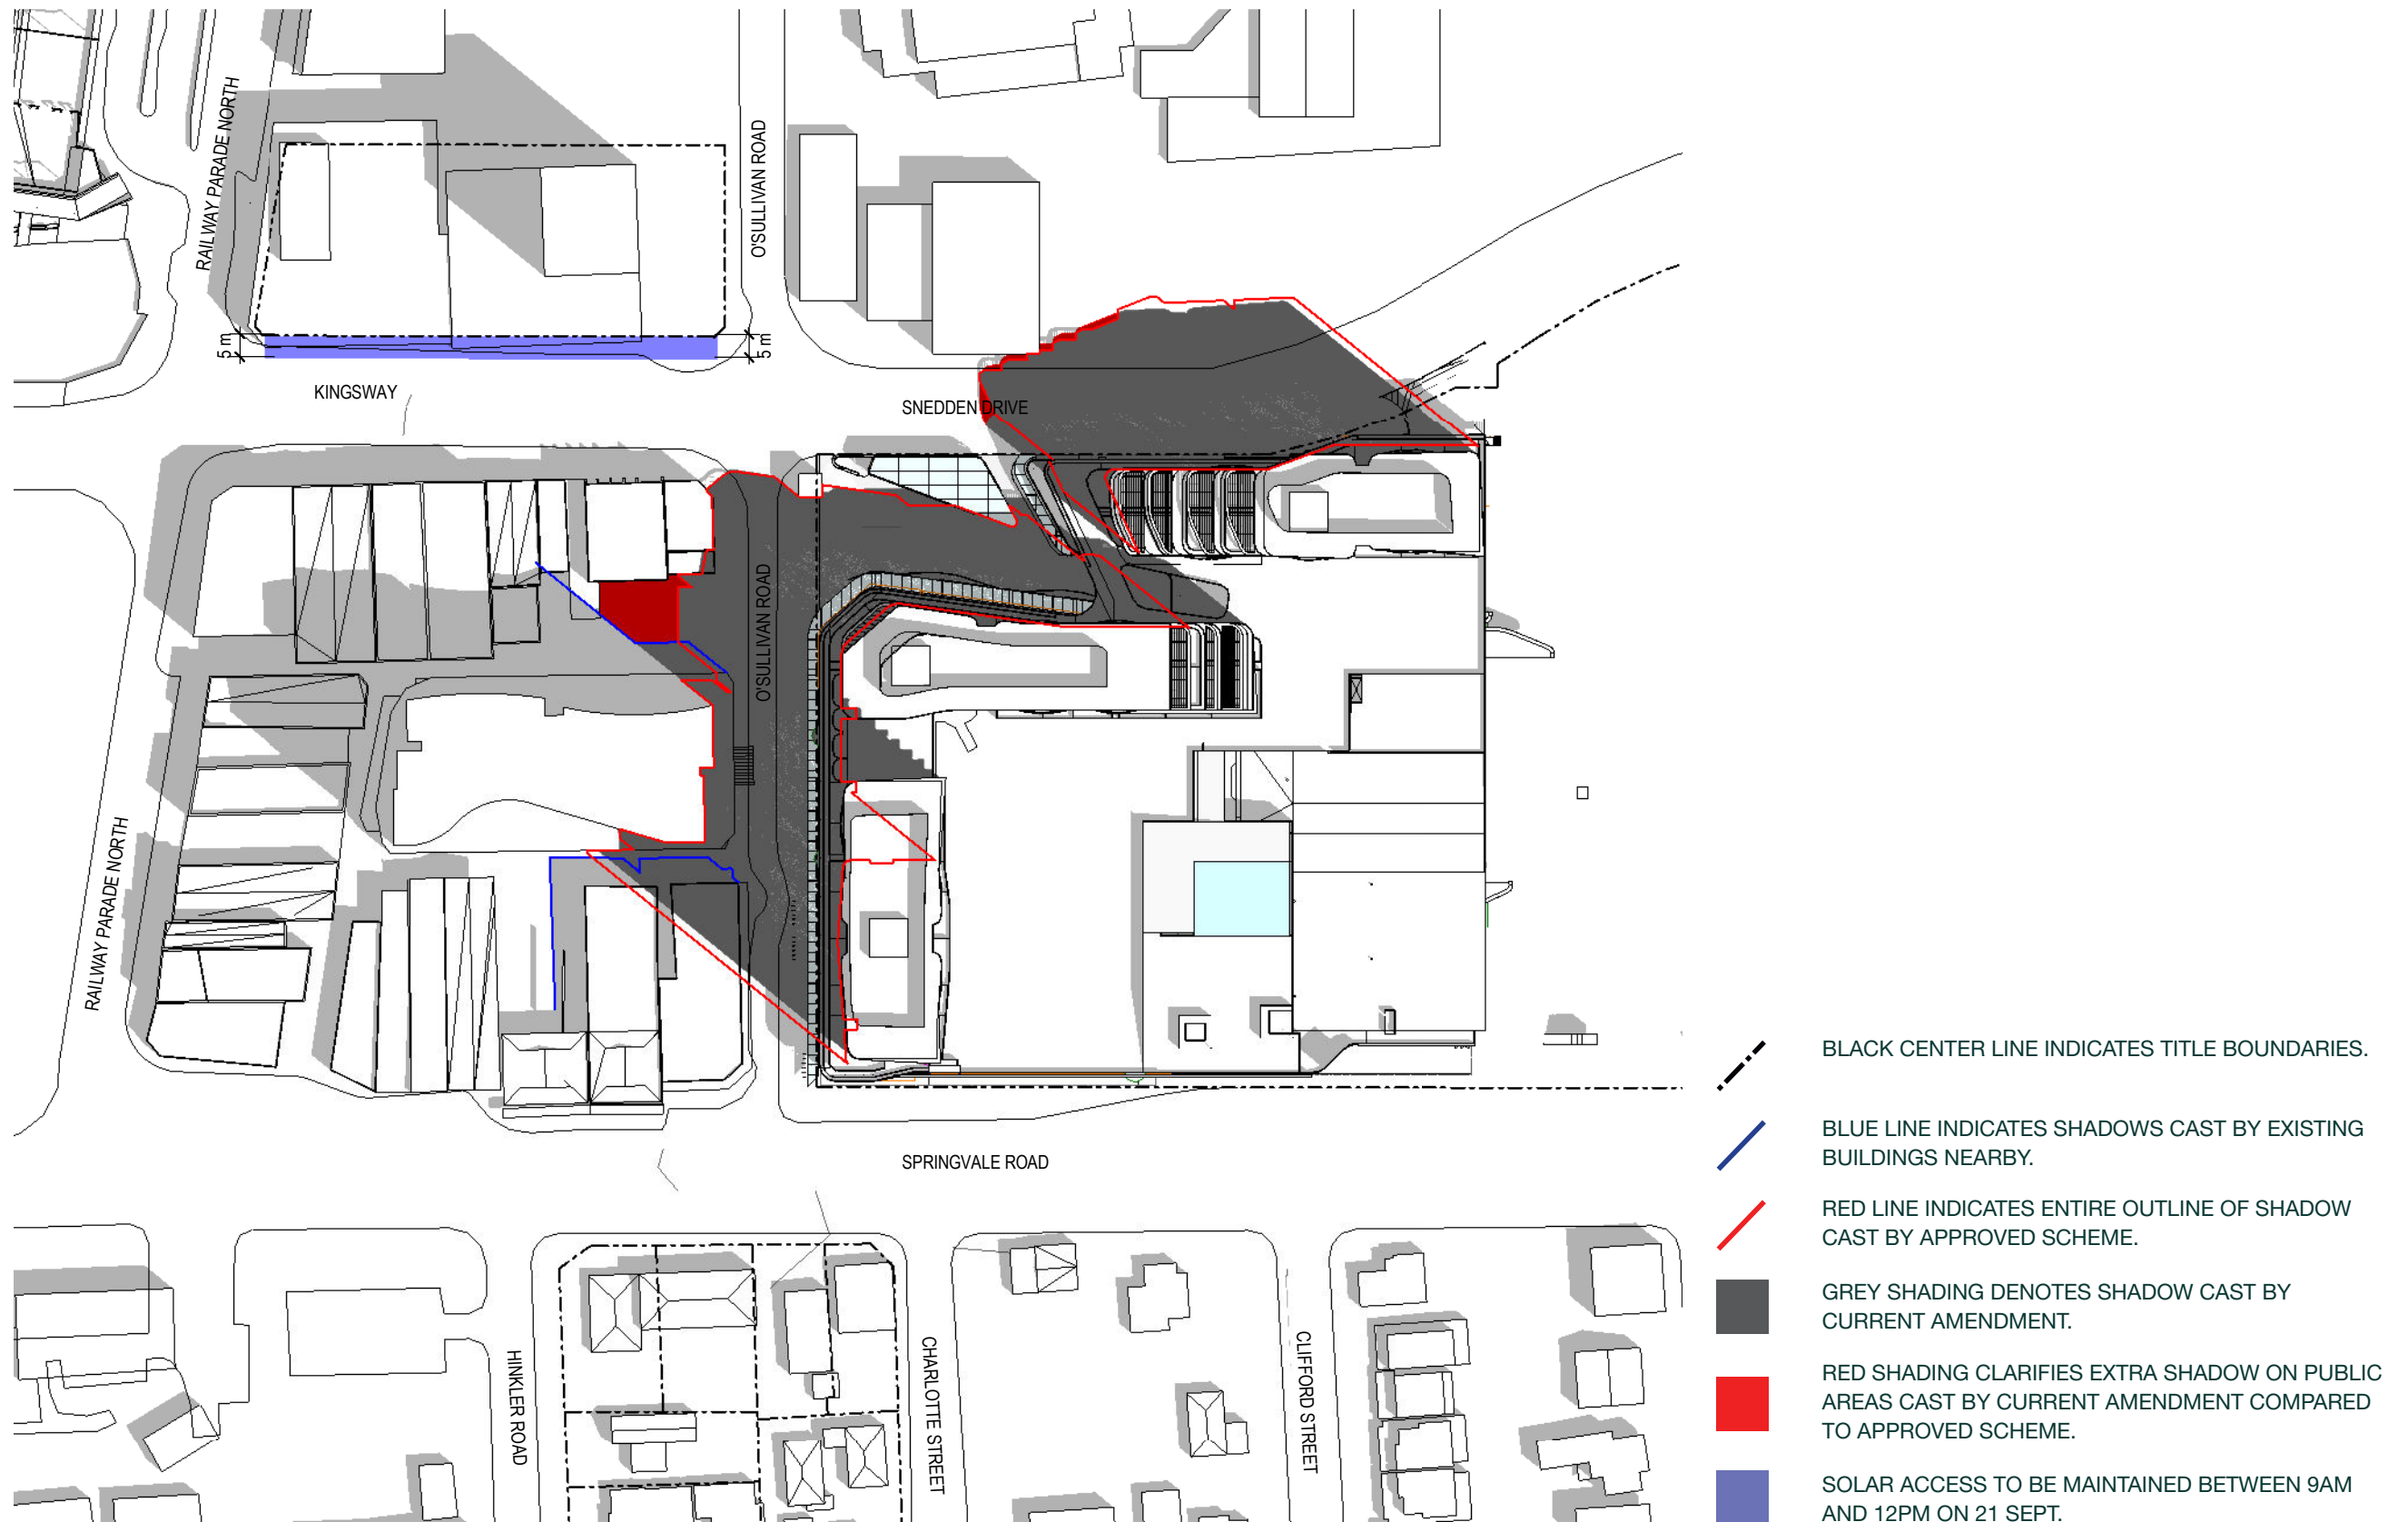 RAILWAY PARADE NORTH
O'SULLIVAN ROAD
5 m
5 m
KINGSWAY
SNEDDEN DRIVE
O'SULLIVAN ROAD
RAILWAY PARADE NORTH
SPRINGVALE ROAD
HINKLER ROAD
CHARLOTTE STREET
CLIFFORD STREET
BLACK CENTER LINE INDICATES TITLE BOUNDARIES.
BLUE LINE INDICATES SHADOWS CAST BY EXISTING
BUILDINGS NEARBY.
RED LINE INDICATES ENTIRE OUTLINE OF SHADOW
CAST BY APPROVED SCHEME.
GREY SHADING DENOTES SHADOW CAST BY
CURRENT AMENDMENT.
RED SHADING CLARIFIES EXTRA SHADOW ON PUBLIC
AREAS CAST BY CURRENT AMENDMENT COMPARED
TO APPROVED SCHEME.
SOLAR ACCESS TO BE MAINTAINED BETWEEN 9AM
AND 12PM ON 21 SEPT.